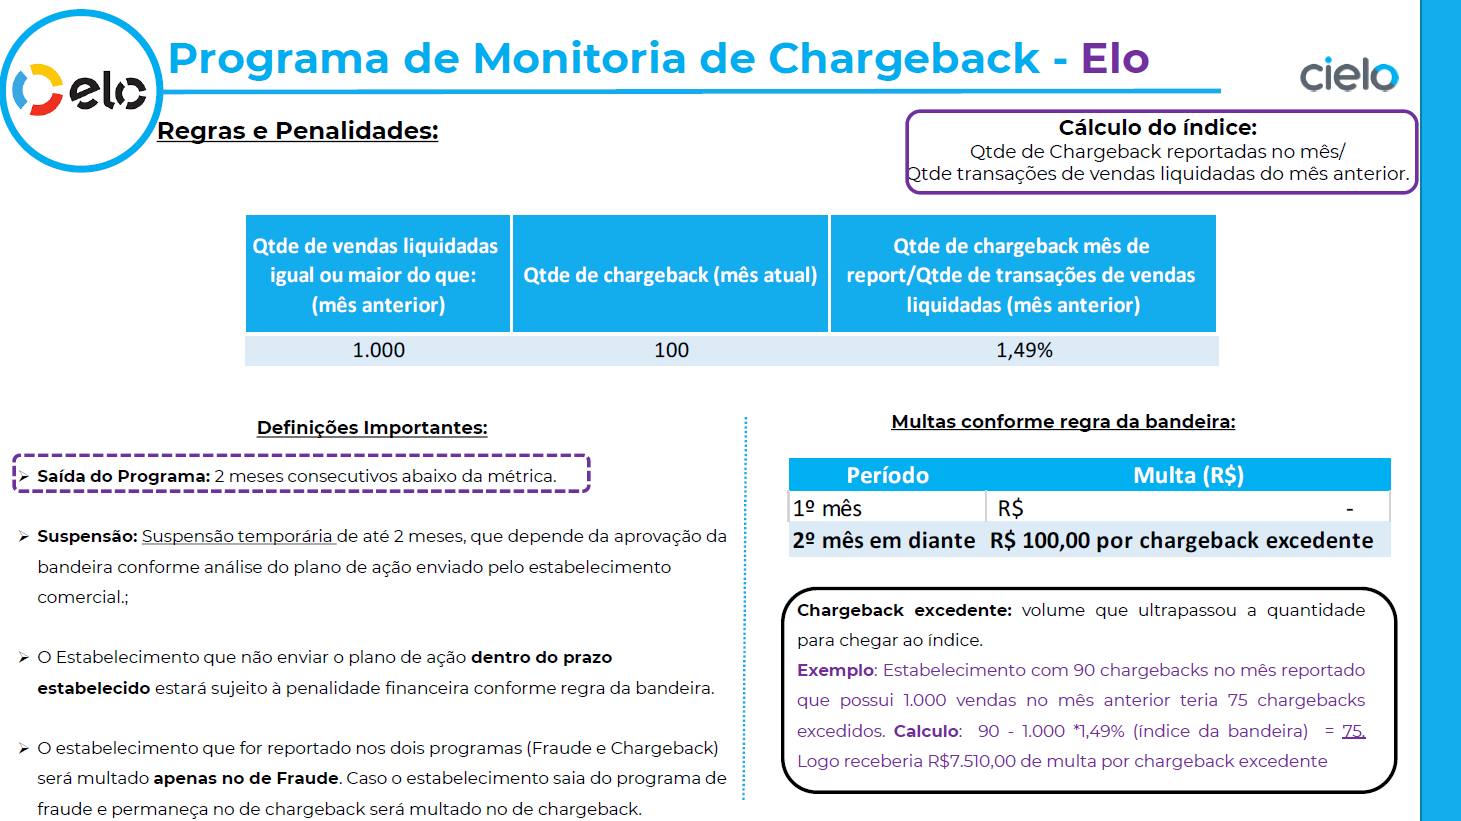 elo
Programa de Monitoria de Chargeback - Elo
cielo
Regras e Penalidades:
Cálculo do índice:
Qtde de Chargeback reportadas no mês/
Qtde transações de vendas liquidadas do mês anterior.
Qtde de vendas liquidadas
igual ou maior do que:
(mês anterior)
Qtde de chargeback (mês atual)
Qtde de chargeback mês de
report/Qtde de transações de vendas
liquidadas (mês anterior)
1.000 100 1,49%
Definições Importantes:
➢ Saída do Programa: 2 meses consecutivos abaixo da métrica.
➢ Suspensão: Suspensão temporária de até 2 meses, que depende da aprovação da
bandeira conforme análise do plano de ação enviado pelo estabelecimento
comercial.;
➢ O Estabelecimento que não enviar o plano de ação dentro do prazo
estabelecido estará sujeito à penalidade financeira conforme regra da bandeira.
➢ O estabelecimento que for reportado nos dois programas (Fraude e Chargeback)
será multado apenas no de Fraude. Caso o estabelecimento saia do programa de
fraude e permaneça no de chargeback será multado no de chargeback.
Multas conforme regra da bandeira:
Período Multa (R$)
1º mês R$ -
2º mês em diante R$ 100,00 por chargeback excedente
Chargeback excedente: volume que ultrapassou a quantidade
para chegar ao índice.
Exemplo: Estabelecimento com 90 chargebacks no mês reportado
que possui 1.000 vendas no mês anterior teria 75 chargebacks
excedidos. Calculo: 90 - 1.000 *1,49% (índice da bandeira) = 75.
Logo receberia R$7.510,00 de multa por chargeback excedente